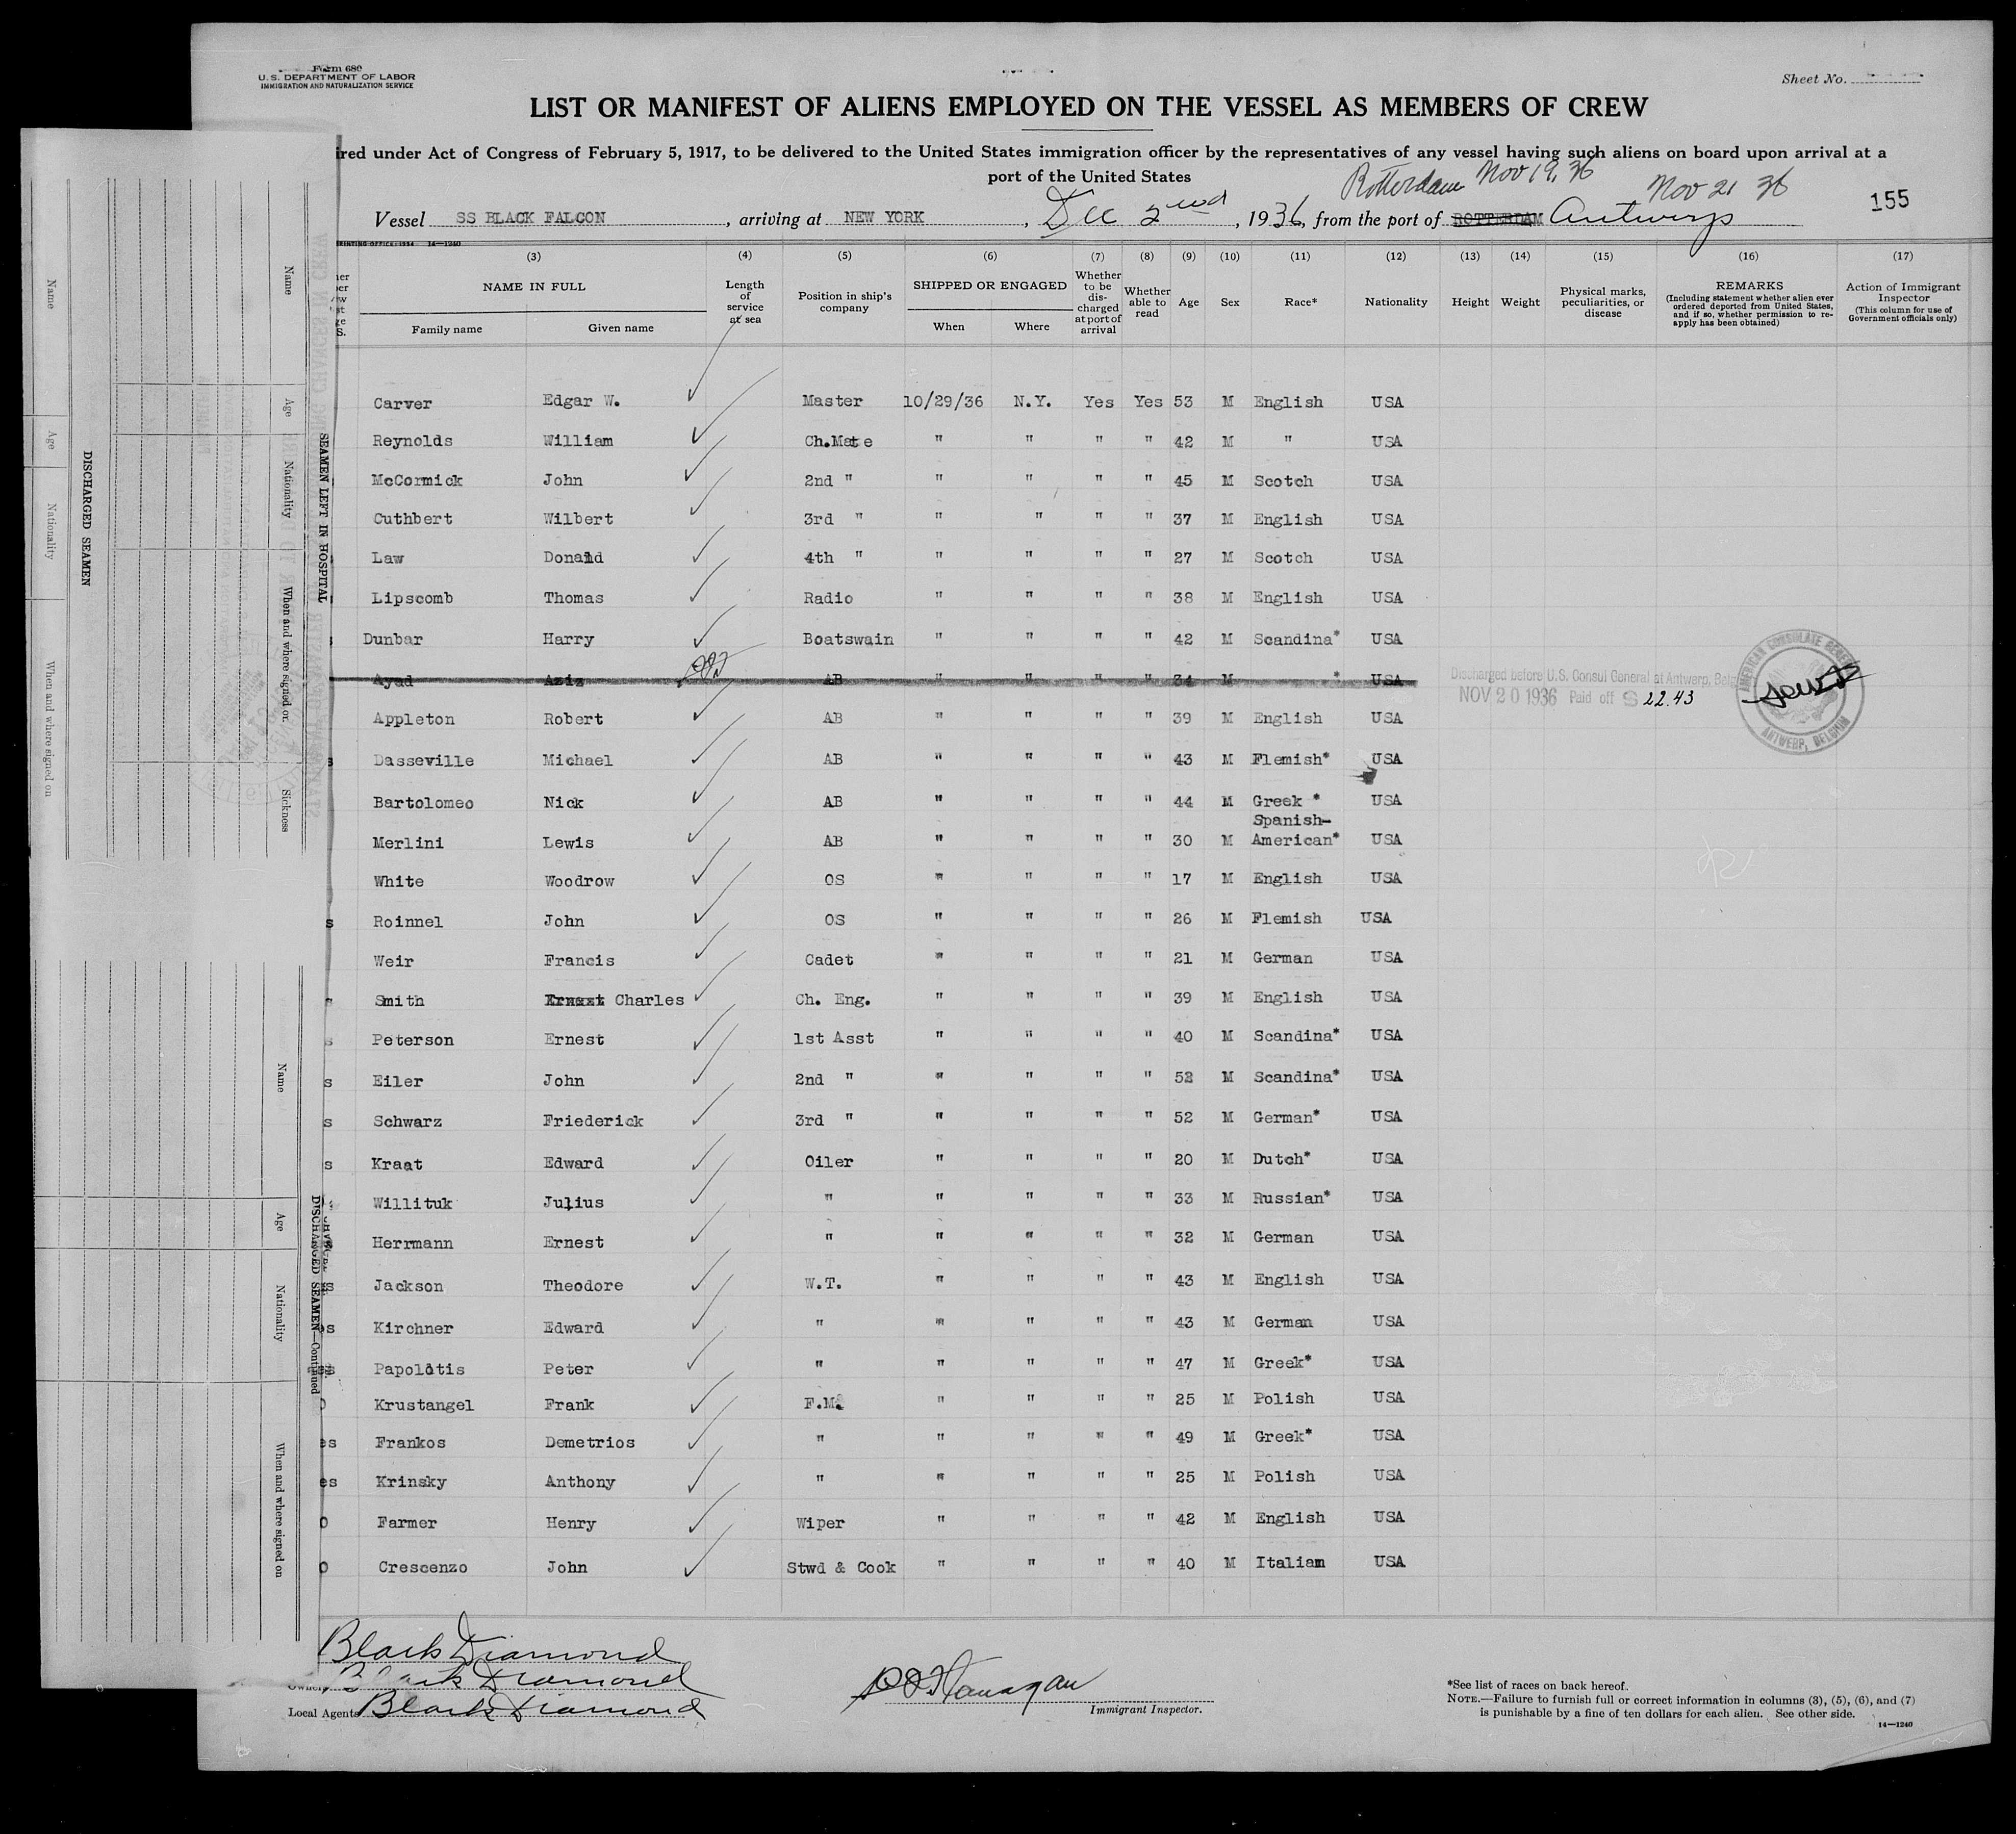 Form 680
U. S. DEPARTMENT OF LABOR
IMMIGRATION AND NATURALIZATION SERVICE
Sheet No.
LIST OR MANIFEST OF ALIENS EMPLOYED ON THE VESSEL AS MEMBERS OF CREW
ired under Act of Congress of February 5, 1917, to be delivered to the United States immigration officer by the representatives of any vessel having such aliens on board upon arrival at a
port of the United States
Rotterdam Nov 19, 36
Nov 21 36
155
Vessel SS BLACK FALCON, arriving at NEW YORK, Dec 2nd, 1936, from the port of ROTTERDAM Antwerp
PRINTING OFFICE: 1934 14—1240
(3) (4) (5) (6) (7) (8) (9) (10) (11) (12) (13) (14) (15) (16) (17)
NAME IN FULL
Family name Given name
Length of service at sea
Position in ship's company
SHIPPED OR ENGAGED
When Where
Whether to be discharged at port of arrival
Whether able to read
Age
Sex
Race*
Nationality
Height
Weight
Physical marks, peculiarities, or disease
REMARKS
(Including statement whether alien ever ordered deported from United States, and if so, whether permission to reapply has been obtained)
Action of Immigrant Inspector
(This column for use of Government officials only)
Carver Edgar W. Master 10/29/36 N.Y. Yes Yes 53 M English USA
Reynolds William Ch.Mate " " " " 42 M " USA
McCormick John 2nd " " " " " 45 M Scotch USA
Cuthbert Wilbert 3rd " " " " " 37 M English USA
Law Donald 4th " " " " " 27 M Scotch USA
Lipscomb Thomas Radio " " " " 38 M English USA
Dunbar Harry Boatswain " " " " 42 M Scandina* USA
Ayad Aziz AB " " " " 34 M * USA
Discharged before U.S. Consul General at Antwerp, Bel
NOV 20 1936 Paid off $ 22.43
AMERICAN CONSULATE GENERAL
ANTWERP, BELGIUM
Appleton Robert AB " " " " 39 M English USA
Dasseville Michael AB " " " " 43 M Flemish* USA
Bartolomeo Nick AB " " " " 44 M Greek * USA
Merlini Lewis AB " " " " 30 M Spanish-American* USA
White Woodrow OS " " " " 17 M English USA
Roinnel John OS " " " " 26 M Flemish USA
Weir Francis Cadet " " " " 21 M German USA
Smith Ernest Charles Ch. Eng. " " " " 39 M English USA
Peterson Ernest 1st Asst " " " " 40 M Scandina* USA
Eiler John 2nd " " " " " 52 M Scandina* USA
Schwarz Friederick 3rd " " " " " 52 M German* USA
Kraat Edward Oiler " " " " 20 M Dutch* USA
Willituk Julius " " " " " 33 M Russian* USA
Herrmann Ernest " " " " " 32 M German USA
Jackson Theodore W.T. " " " " 43 M English USA
Kirchner Edward " " " " " 43 M German USA
Papolotis Peter " " " " " 47 M Greek* USA
Krustangel Frank F.M. " " " " 25 M Polish USA
Frankos Demetrios " " " " " 49 M Greek* USA
Krinsky Anthony " " " " " 25 M Polish USA
Farmer Henry Wiper " " " " 42 M English USA
Crescenzo John Stwd & Cook " " " " 40 M Italian USA
Black Diamond
Owner Black Diamond
Local Agents Black Diamond
Immigrant Inspector.
*See list of races on back hereof.
NOTE.—Failure to furnish full or correct information in columns (3), (5), (6), and (7)
is punishable by a fine of ten dollars for each alien. See other side.
14—1240
DISCHARGED SEAMEN
Name Age Nationality When and where signed on
SEAMEN LEFT IN HOSPITAL
Name Age Nationality When and where signed on Sickness
DISCHARGED SEAMEN—Continued
Name Age Nationality When and where signed on